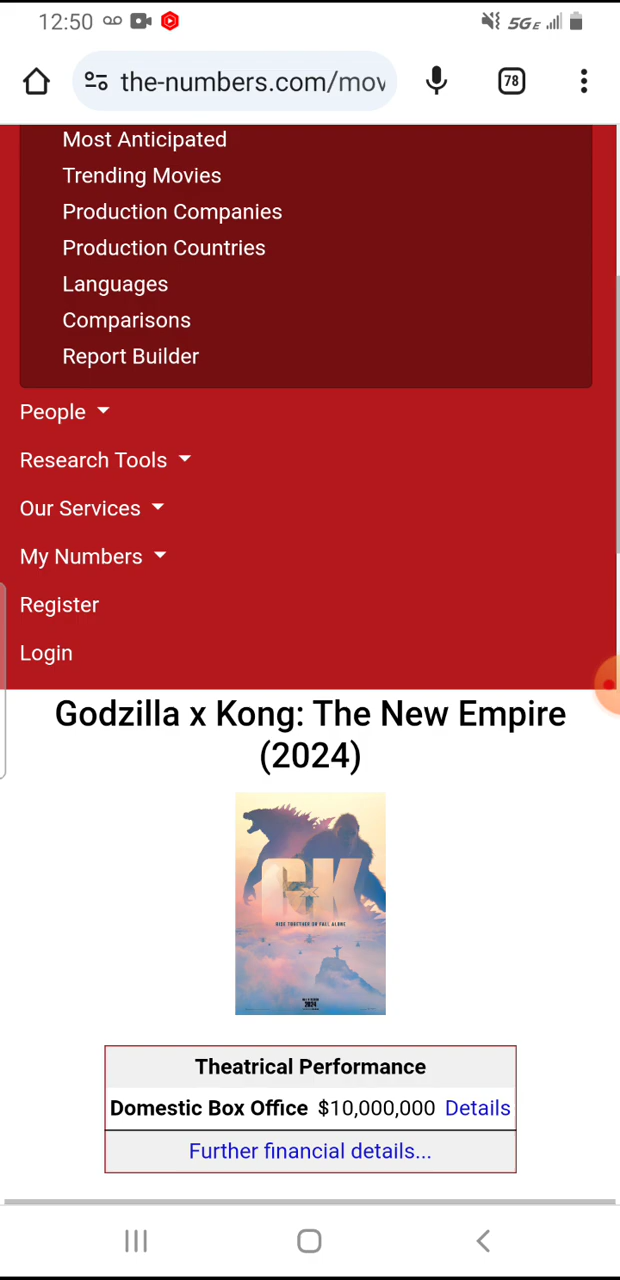 12:50 5G E
the-numbers.com/mov 78
Most Anticipated
Trending Movies
Production Companies
Production Countries
Languages
Comparisons
Report Builder
People
Research Tools
Our Services
My Numbers
Register
Login
Godzilla x Kong: The New Empire
(2024)
GK
RISE TOGETHER OR FALL ALONE
2024
Theatrical Performance
Domestic Box Office $10,000,000 Details
Further financial details...